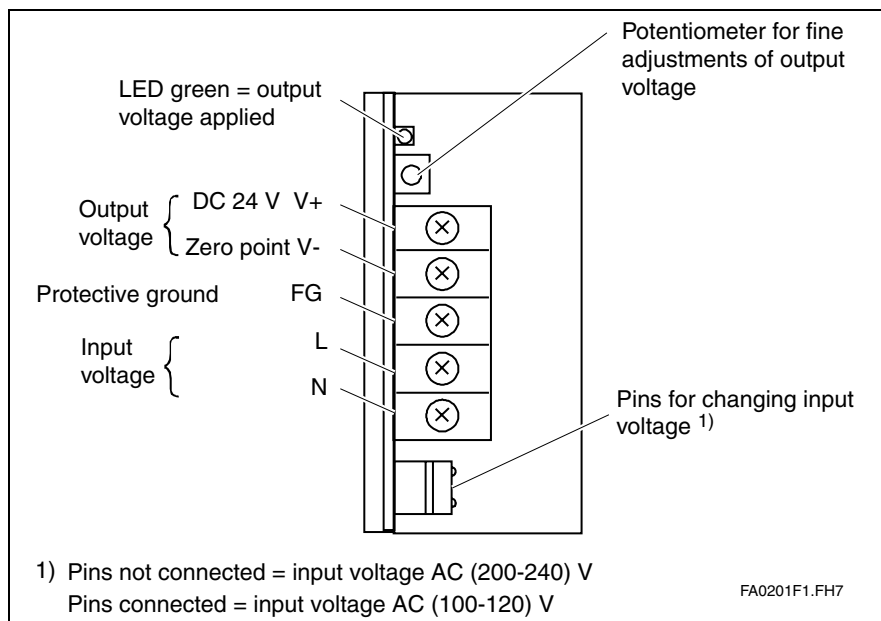 Potentiometer for fine
adjustments of output
voltage
LED green = output
voltage applied
Output
voltage
DC 24 V V+
Zero point V-
Protective ground FG
Input
voltage
L
N
Pins for changing input
voltage 1)
1) Pins not connected = input voltage AC (200-240) V
Pins connected = input voltage AC (100-120) V
FA0201F1.FH7